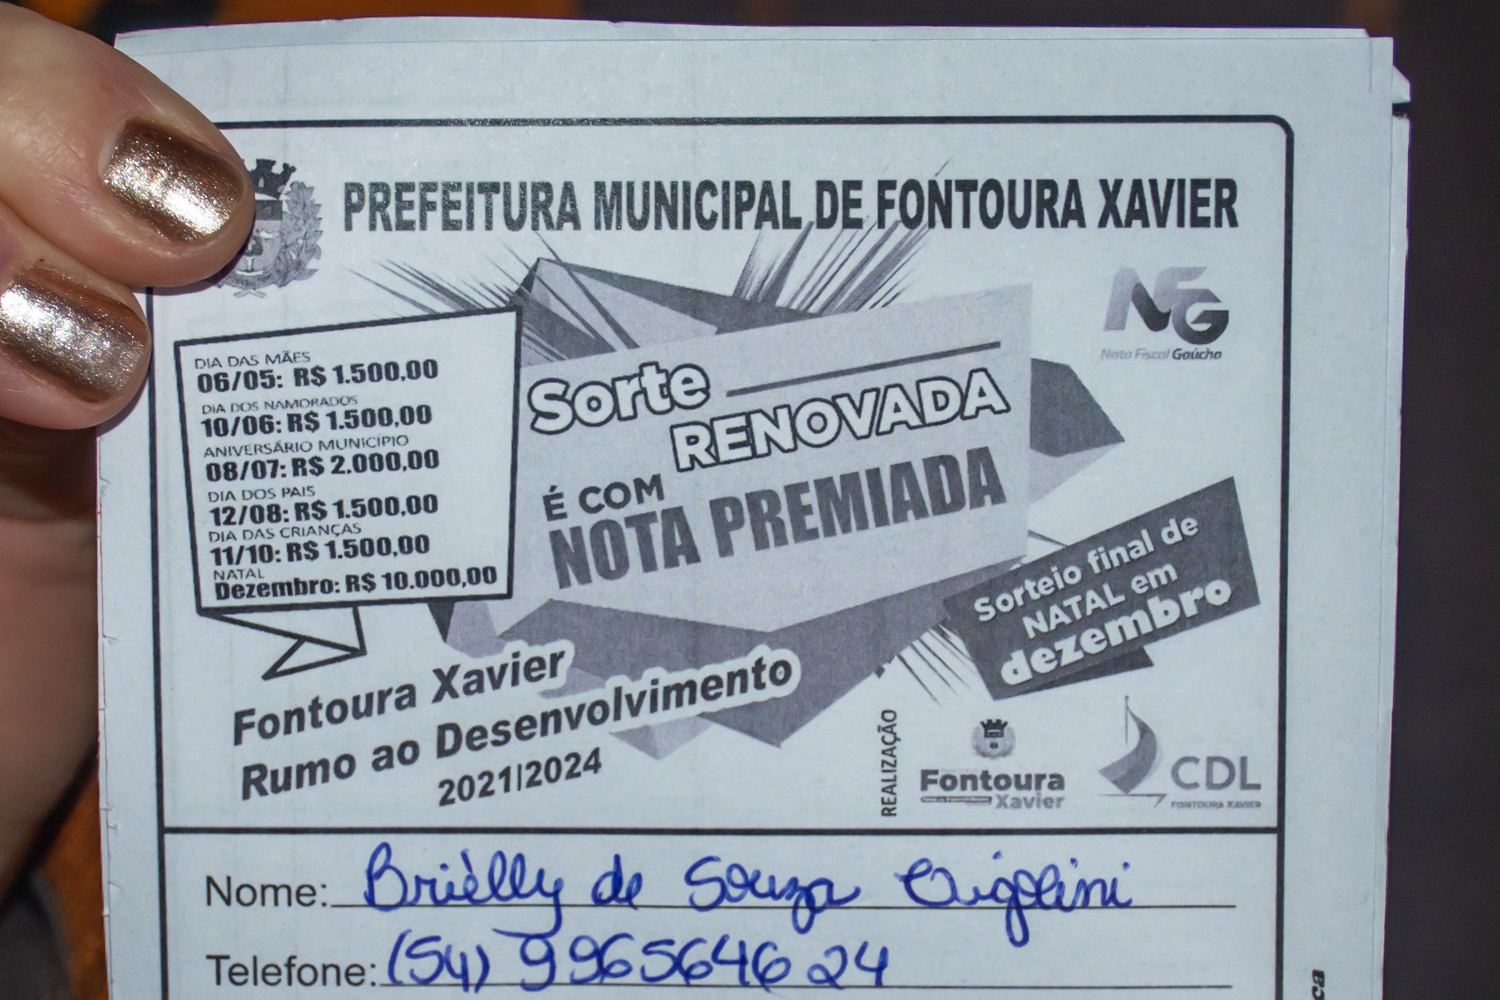 PREFEITURA MUNICIPAL DE FONTOURA XAVIER
NFG
Nota Fiscal Gaúcha
DIA DAS MÃES
06/05: R$ 1.500,00
DIA DOS NAMORADOS
10/06: R$ 1.500,00
ANIVERSÁRIO MUNICÍPIO
08/07: R$ 2.000,00
DIA DOS PAIS
12/08: R$ 1.500,00
DIA DAS CRIANÇAS
11/10: R$ 1.500,00
NATAL
Dezembro: R$ 10.000,00
Sorte
RENOVADA
É COM
NOTA PREMIADA
Sorteio final de
NATAL em
dezembro
Fontoura Xavier
Rumo ao Desenvolvimento
2021|2024
REALIZAÇÃO
Fontoura
Xavier
CDL
FONTOURA XAVIER
Nome: Brièlly de Souza
Telefone: (54) 996564624